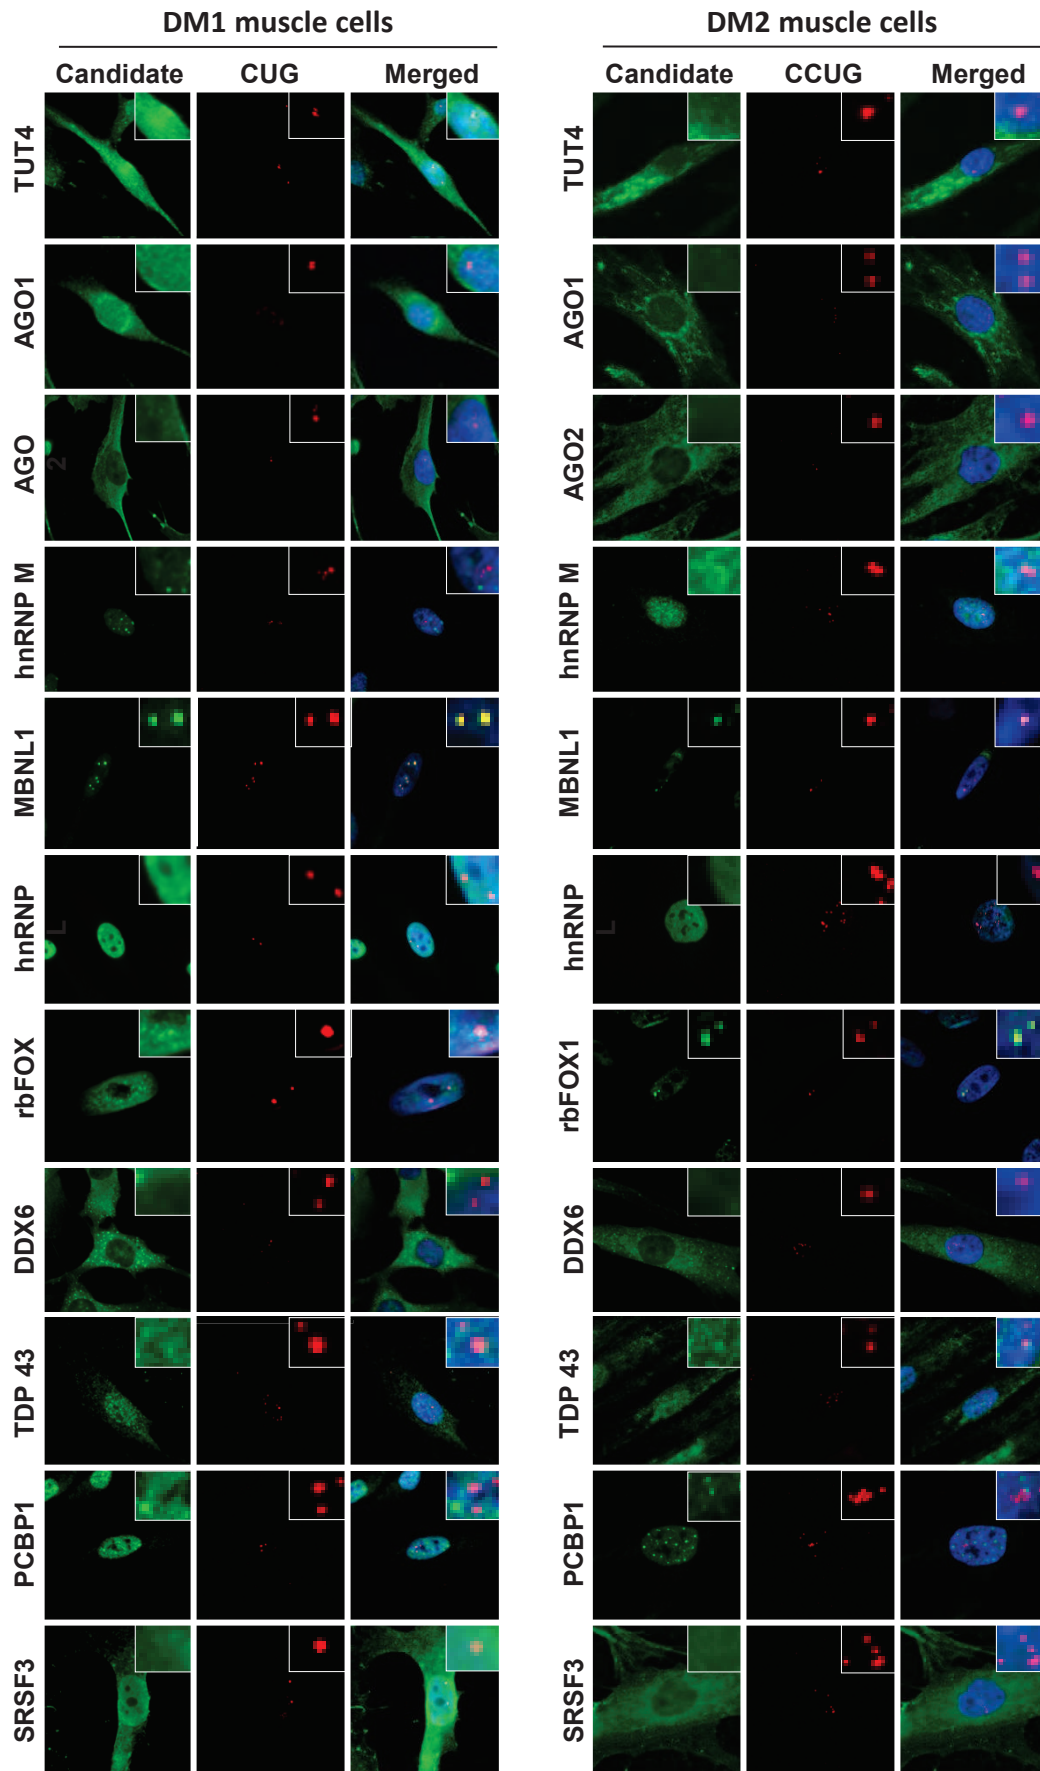 DM1 muscle cells
DM2 muscle cells
Candidate CUG Merged
Candidate CCUG Merged
TUT4
TUT4
AGO1
AGO1
AGO
2
AGO2
hnRNP M
hnRNP M
MBNL1
MBNL1
hnRNP
L
hnRNP
L
rbFOX
rbFOX1
DDX6
DDX6
TDP 43
TDP 43
PCBP1
PCBP1
SRSF3
SRSF3